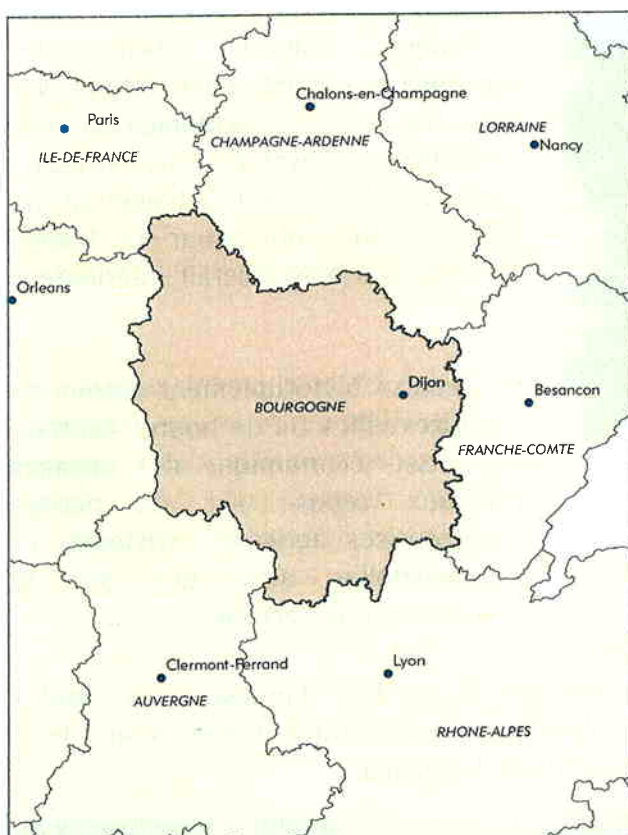 Chalons-en-Champagne
Paris
CHAMPAGNE-ARDENNE
LORRAINE
Nancy
ILE-DE-FRANCE
Orleans
Dijon
Besancon
BOURGOGNE
FRANCHE-COMTE
Clermont-Ferrand
Lyon
AUVERGNE
RHONE-ALPES